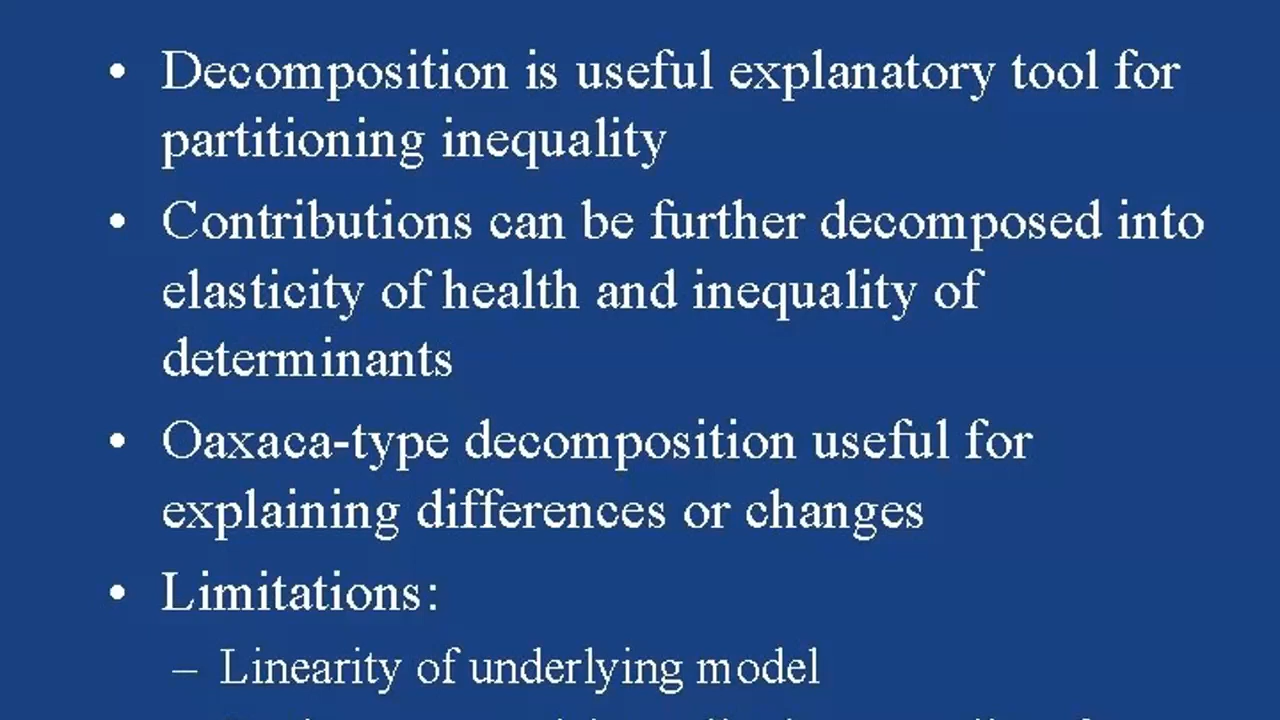 • Decomposition is useful explanatory tool for
partitioning inequality
• Contributions can be further decomposed into
elasticity of health and inequality of
determinants
• Oaxaca-type decomposition useful for
explaining differences or changes
• Limitations:
– Linearity of underlying model